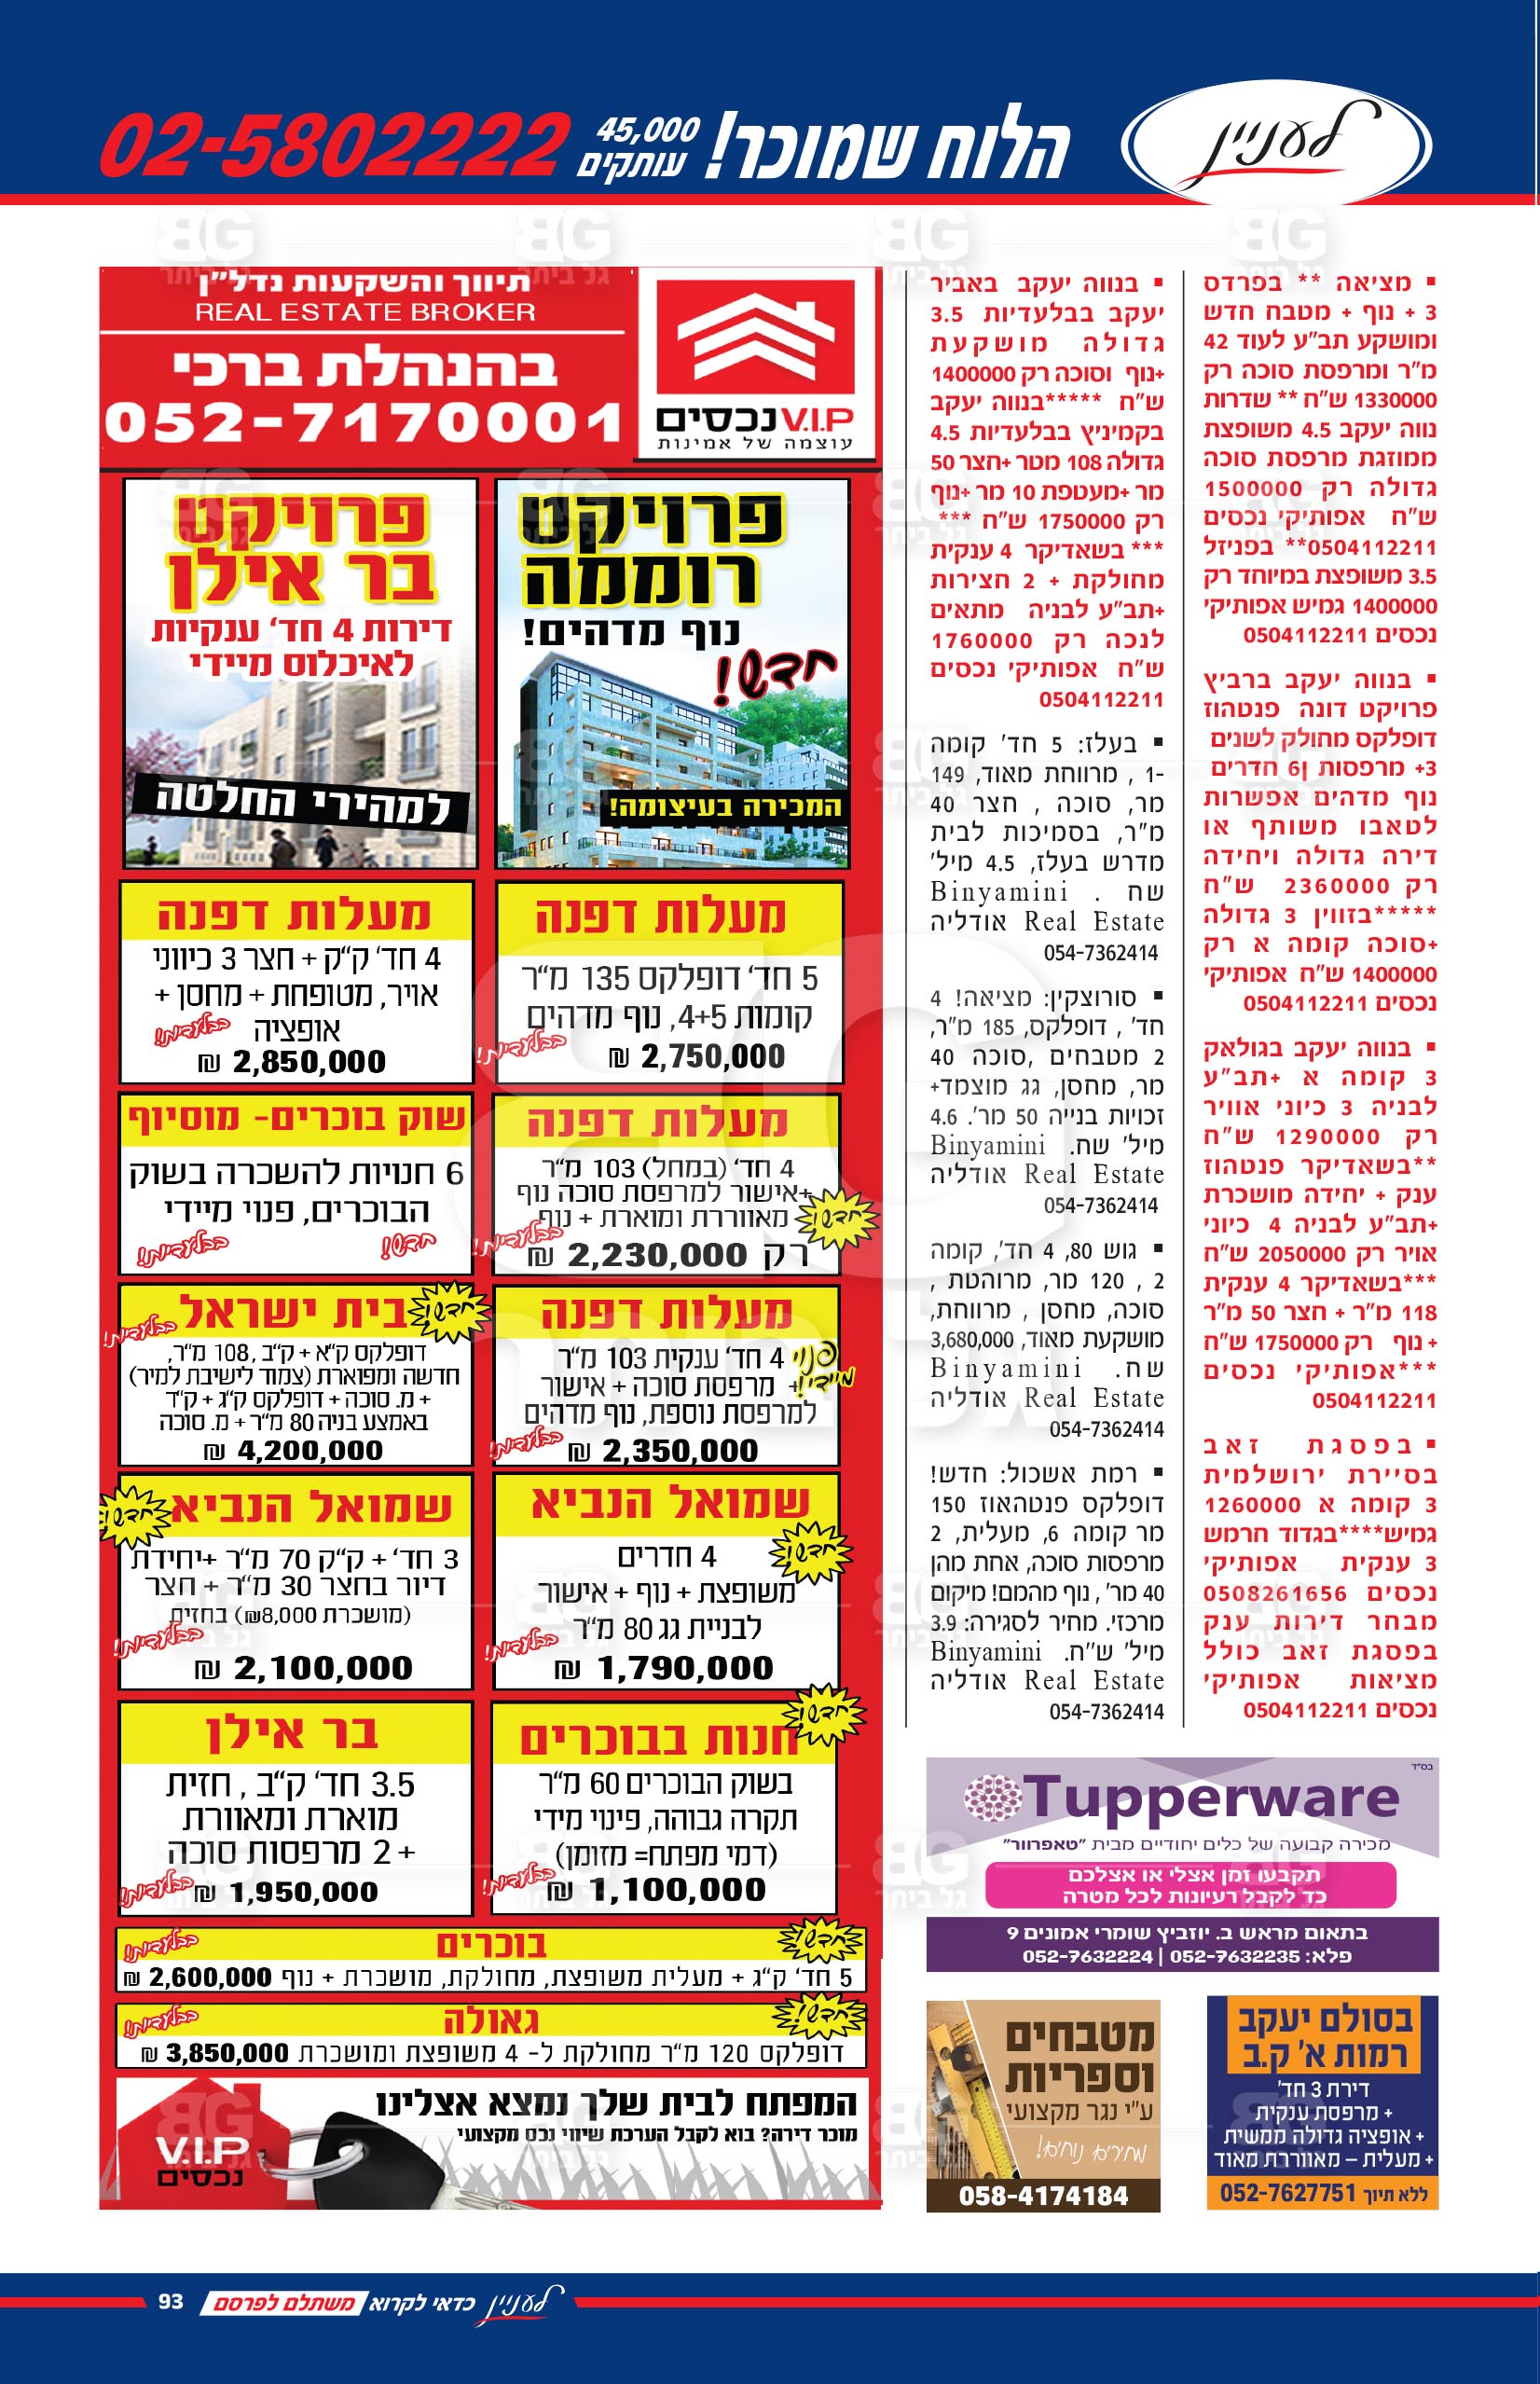 לעניין
הלוח שמוכר!
45,000
עותקים
02-5802222
▪ מציאה ** בפרדס
3 + נוף + מטבח חדש
ומושקע תב"ע לעוד 42
מ"ר ומרפסת סוכה רק
1330000 ש"ח ** שדרות
נווה יעקב 4.5 משופצת
ממוזגת מרפסת סוכה
גדולה רק 1500000
ש"ח אפותיקי נכסים
0504112211** בפניזל
3.5 משופצת במיוחד רק
1400000 גמיש אפותיקי
נכסים 0504112211
▪ בנווה יעקב ברביץ
פרויקט דונה פנטהוז
דופלקס מחולק לשנים
+3 מרפסות ן6 חדרים
נוף מדהים אפשרות
לטאבו משותף או
דירה גדולה ויחידה
רק 2360000 ש"ח
*****בזווין 3 גדולה
+סוכה קומה א רק
1400000 ש"ח אפותיקי
נכסים 0504112211
▪ בנווה יעקב בגולאק
3 קומה א +תב"ע
לבניה 3 כיווני אוויר
רק 1290000 ש"ח
**בשאדיקר פנטהוז
ענק + יחידה מושכרת
+תב"ע לבניה 4 כיווני
אויר רק 2050000 ש"ח
***בשאדיקר 4 ענקית
118 מ"ר + חצר 50 מ"ר
+ נוף רק 1750000 ש"ח
***אפותיקי נכסים
0504112211
▪ בפסגת זאב
בסיירת ירושלמית
3 קומה א 1260000
גמיש****בגדוד חרמש
3 ענקית אפותיקי
נכסים 0508261656
מבחר דירות ענק
בפסגת זאב כולל
מציאות אפותיקי
נכסים 0504112211
▪ בנווה יעקב באביר
יעקב בבלעדיות 3.5
גדולה מושקעת
+נוף וסוכה רק 1400000
ש"ח *****בנווה יעקב
בקמיניץ בבלעדיות 4.5
גדולה 108 מטר +חצר 50
מר +מעטפת 10 מר +נוף
רק 1750000 ש"ח ***
*** בשאדיקר 4 ענקית
מחולקת + 2 חצירות
+תב"ע לבניה מתאים
לנכה רק 1760000
ש"ח אפותיקי נכסים
0504112211
▪ בעלז: 5 חד', קומה
-1 , מרווחת מאוד, 149
מר, סוכה , חצר 40
מ"ר, בסמיכות לבית
מדרש בעלז, 4.5 מיל'
שח . Binyamini
Real Estate אודליה
054-7362414
▪ סורוצקין: מציאה! 4
חד' , דופלקס, 185 מ"ר,
2 מטבחים ,סוכה 40
מר, מחסן, גג מוצמד+
זכויות בנייה 50 מר'. 4.6
מיל' שח. Binyamini
Real Estate אודליה
054-7362414
▪ גוש 80, 4 חד', קומה
2 , 120 מר, מרוהטת ,
סוכה, מחסן , מרווחת,
מושקעת מאוד, 3,680,000
שח. Binyamini
Real Estate אודליה
054-7362414
▪ רמת אשכול: חדש!
דופלקס פנטהאוז 150
מר קומה 6, מעלית, 2
מרפסות סוכה, אחת מהן
40 מר' , נוף מהמם! מיקום
מרכזי. מחיר לסגירה: 3.9
מיל' ש"ח. Binyamini
Real Estate אודליה
054-7362414
V.I.P נכסים
עוצמה של אמינות
תיווך והשקעות נדל"ן
REAL ESTATE BROKER
בהנהלת ברכי
052-7170001
פרויקט
רוממה
נוף מדהים!
חדש!
המכירה בעיצומה!
פרויקט
בר אילן
דירות 4 חד' ענקיות
לאיכלוס מיידי
למהירי החלטה
מעלות דפנה
5 חד' דופלקס 135 מ"ר
קומות 4+5, נוף מדהים
2,750,000 ₪
בבלעדיות!
מעלות דפנה
4 חד' ק"ק + חצר 3 כיווני
אויר, מטופחת + מחסן +
אופציה
בבלעדיות!
2,850,000 ₪
מעלות דפנה
4 חד' (במחל) 103 מ"ר
+אישור למרפסת סוכה נוף
מאווררת ומוארת + נוף
חדש!
רק 2,230,000 ₪
בבלעדיות!
שוק בוכרים- מוסיוף
6 חנויות להשכרה בשוק
הבוכרים, פנוי מיידי
חדש!
בבלעדיות!
מעלות דפנה
פנוי מיידי!
4 חד' ענקית 103 מ"ר
+ מרפסת סוכה + אישור
למרפסת נוספת, נוף מדהים
2,350,000 ₪
בבלעדיות!
בית ישראל
חדש!
בבלעדיות!
דופלקס ק"א + ק"ב ,108 מ"ר,
חדשה ומפוארת (צמוד לישיבת למיר)
+ מ. סוכה + דופלקס ק"ג + ק"ד
באמצע בניה 80 מ"ר + מ. סוכה
4,200,000 ₪
שמואל הנביא
חדש!
4 חדרים
משופצת + נוף + אישור
לבניית גג 80 מ"ר
1,790,000 ₪
בבלעדיות!
שמואל הנביא
חדש!
3 חד' + ק"ק 70 מ"ר +יחידת
דיור בחצר 30 מ"ר + חצר
(מושכרת 8,000₪) בחזית
בבלעדיות!
2,100,000 ₪
חנות בבוכרים
חדש!
בשוק הבוכרים 60 מ"ר
תקרה גבוהה, פינוי מידי
(דמי מפתח= מזומן)
1,100,000 ₪
בבלעדיות!
בר אילן
3.5 חד' ק"ב , חזית
מוארת ומאוורת
+ 2 מרפסות סוכה
1,950,000 ₪
בבלעדיות!
בוכרים
חדש!
בבלעדיות!
5 חד' ק"ג + מעלית משופצת, מחולקת, מושכרת + נוף 2,600,000 ₪
גאולה
חדש!
בבלעדיות!
דופלקס 120 מ"ר מחולקת ל- 4 משופצת ומושכרת 3,850,000 ₪
המפתח לבית שלך נמצא אצלינו
מוכר דירה? בוא לקבל הערכת שיווי נכס מקצועי
V.I.P
נכסים
בס"ד
Tupperware
מכירה קבועה של כלים יחודיים מבית "טאפרוור"
תקבעו זמן אצלי או אצלכם
כד לקבל רעיונות לכל מטרה
בתאום מראש ב. יוזביץ שומרי אמונים 9
פלא: 052-7632235 | 052-7632224
בסולם יעקב
רמות א' ק.ב
דירת 3 חד'
+ מרפסת ענקית
+ אופציה גדולה ממשית
+ מעלית – מאווררת מאוד
ללא תיוך 052-7627751
מטבחים
וספריות
ע"י נגר מקצועי
מחירים נוחים!
058-4174184
לעניין כדאי לקרוא משתלם לפרסם
93
BG
גל ביתר